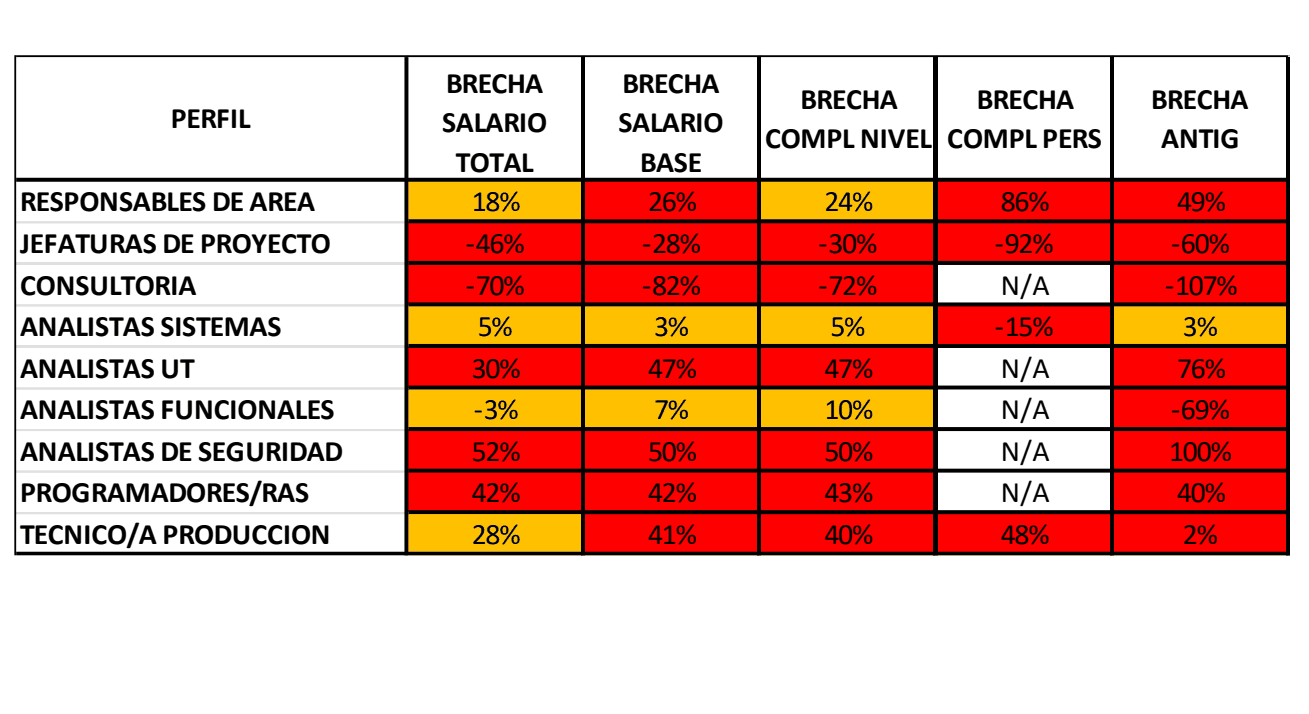 PERFIL BRECHA SALARIO TOTAL BRECHA SALARIO BASE BRECHA COMPL NIVEL BRECHA COMPL PERS BRECHA ANTIG
RESPONSABLES DE AREA 18% 26% 24% 86% 49%
JEFATURAS DE PROYECTO -46% -28% -30% -92% -60%
CONSULTORIA -70% -82% -72% N/A -107%
ANALISTAS SISTEMAS 5% 3% 5% -15% 3%
ANALISTAS UT 30% 47% 47% N/A 76%
ANALISTAS FUNCIONALES -3% 7% 10% N/A -69%
ANALISTAS DE SEGURIDAD 52% 50% 50% N/A 100%
PROGRAMADORES/RAS 42% 42% 43% N/A 40%
TECNICO/A PRODUCCION 28% 41% 40% 48% 2%